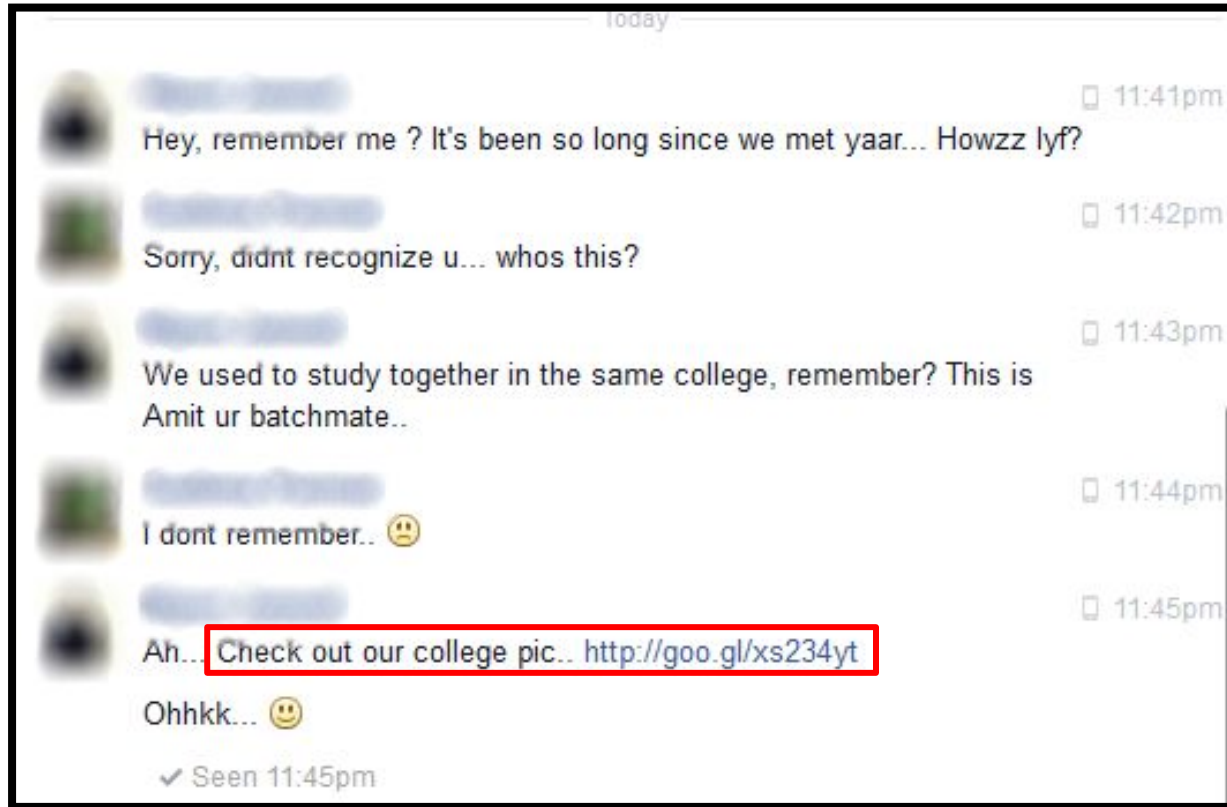 Today
11:41pm
Hey, remember me ? It's been so long since we met yaar... Howzz lyf?
11:42pm
Sorry, didnt recognize u... whos this?
11:43pm
We used to study together in the same college, remember? This is
Amit ur batchmate..
11:44pm
I dont remember..
11:45pm
Ah... Check out our college pic.. http://goo.gl/xs234yt
Ohhkk...
Seen 11:45pm